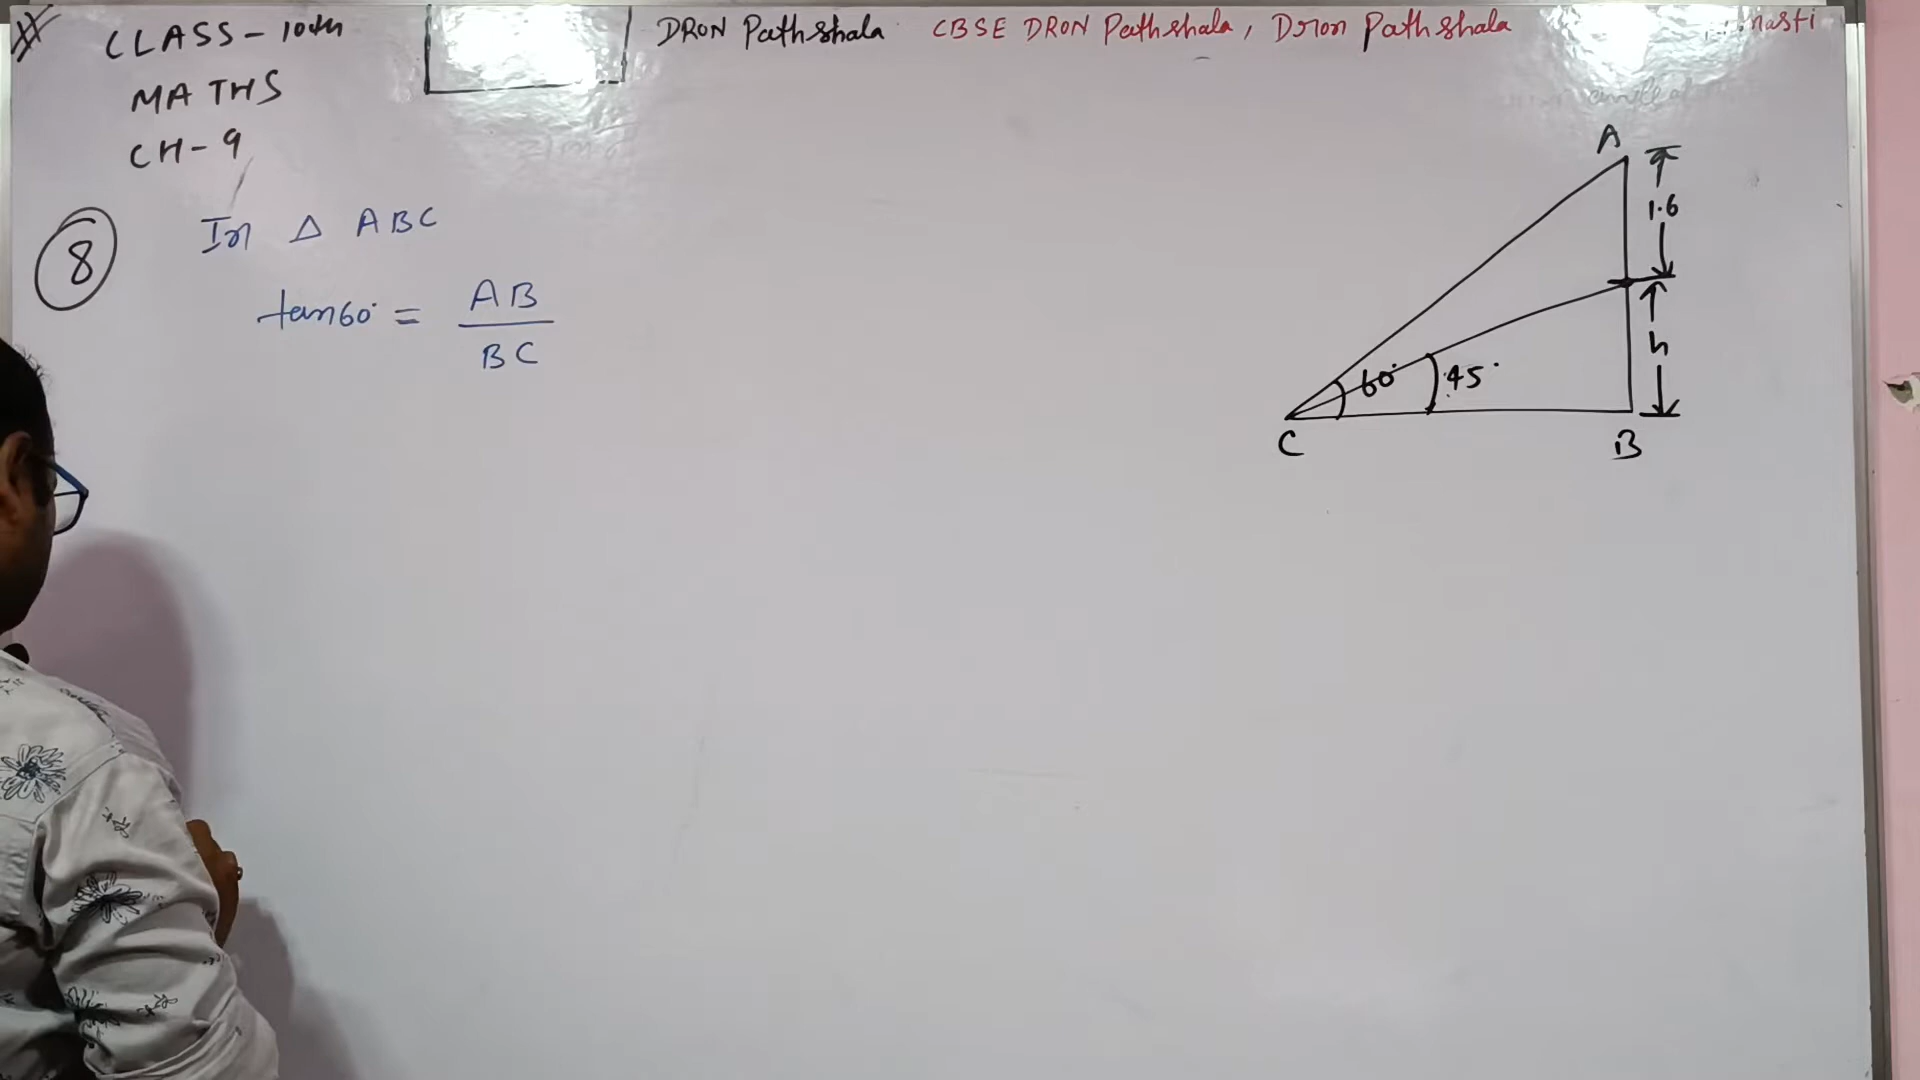 CLASS - 10th
MATHS
CH - 9
DRON Pathshala CBSE DRON Pathshala, Dron Pathshala masti
8
In △ ABC
tan60° = AB
BC
A
1.6
h
60° 45°
C B